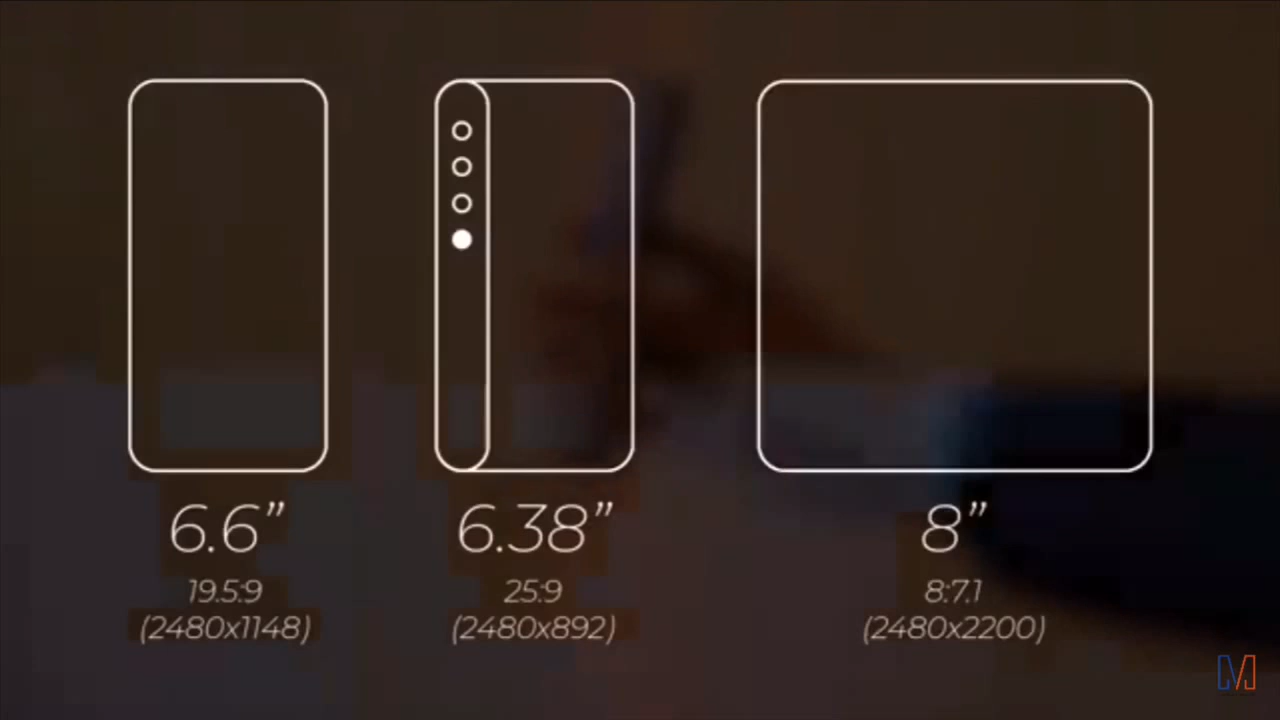 6.6”
19.5:9
(2480x1148)
6.38”
25:9
(2480x892)
8”
8:7.1
(2480x2200)